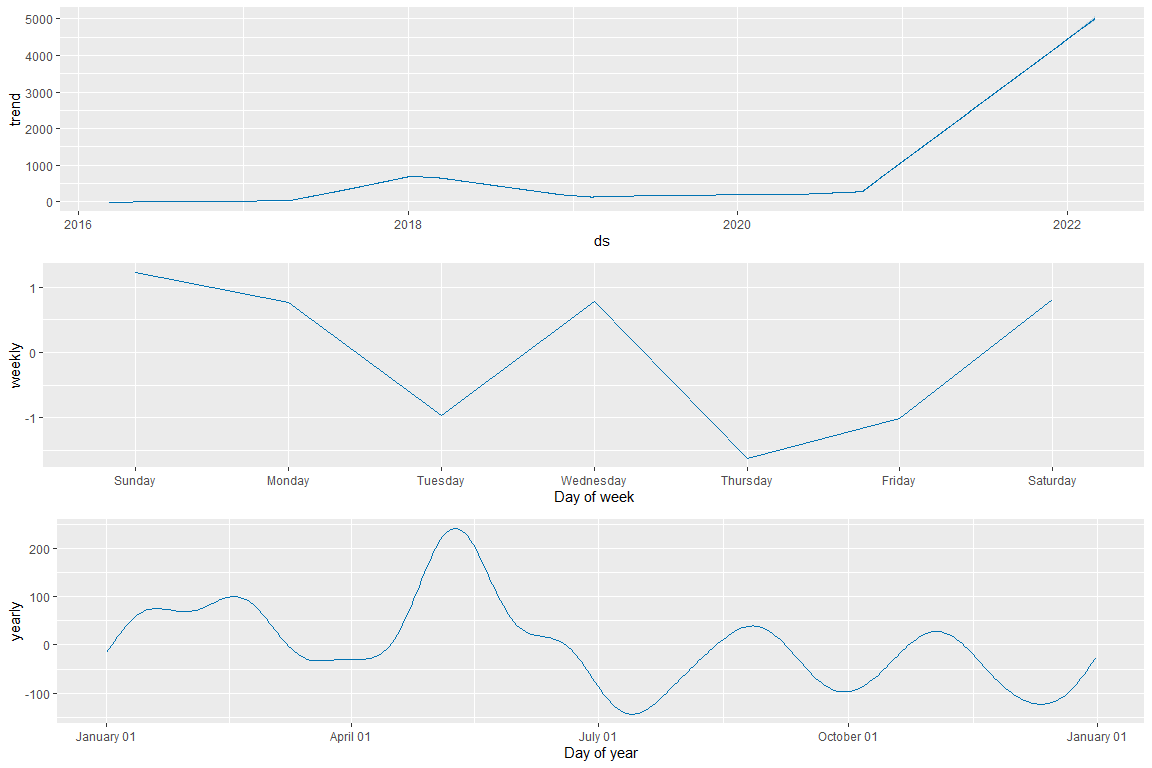 5000
4000
3000
2000
1000
0
trend
2016 2018 2020 2022
ds
1
0
-1
weekly
Sunday Monday Tuesday Wednesday Thursday Friday Saturday
Day of week
200
100
0
-100
yearly
January 01 April 01 July 01 October 01 January 01
Day of year